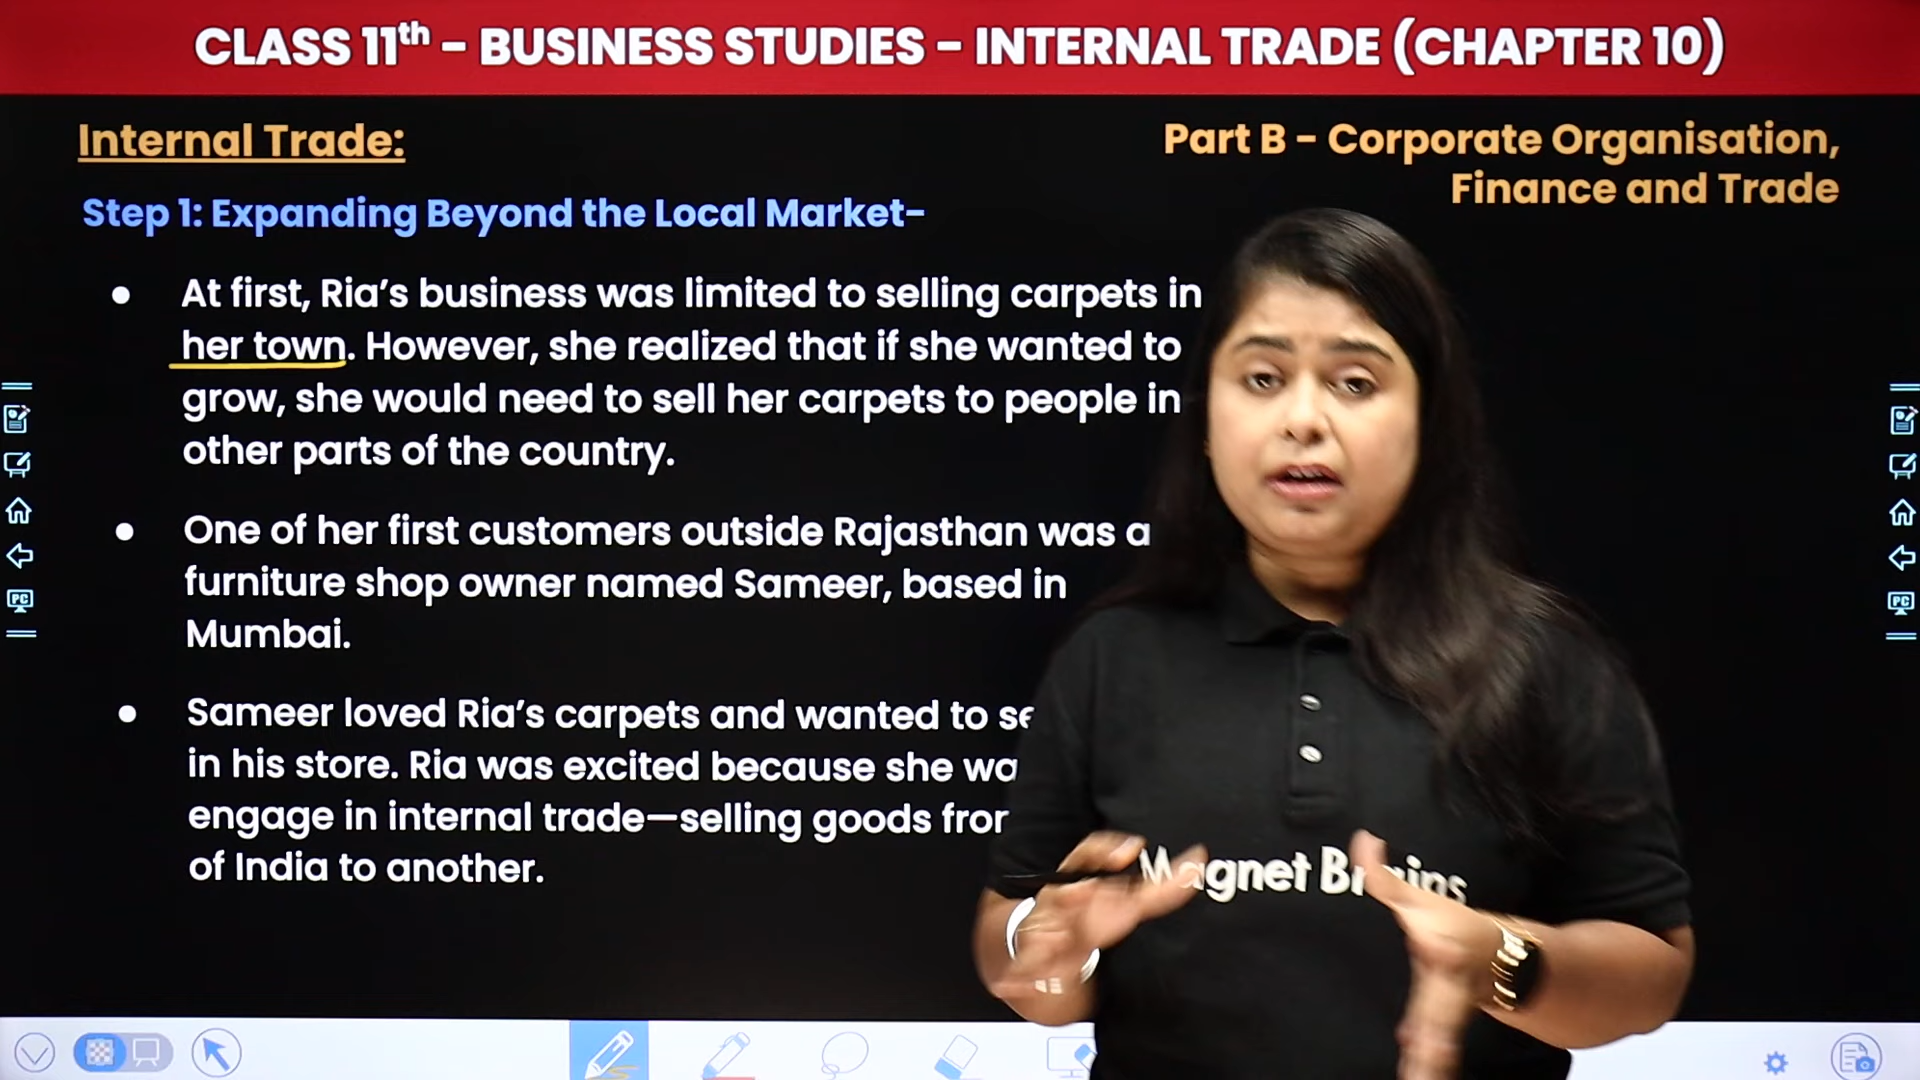 CLASS 11th – BUSINESS STUDIES – INTERNAL TRADE (CHAPTER 10)
Internal Trade:
Part B – Corporate Organisation,
Finance and Trade
Step 1: Expanding Beyond the Local Market-
• At first, Ria's business was limited to selling carpets in
her town. However, she realized that if she wanted to
grow, she would need to sell her carpets to people in
other parts of the country.
• One of her first customers outside Rajasthan was a
furniture shop owner named Sameer, based in
Mumbai.
• Sameer loved Ria's carpets and wanted to
in his store. Ria was excited because she
engage in internal trade—selling goods
of India to another.
Magnet Brains
PC
PC